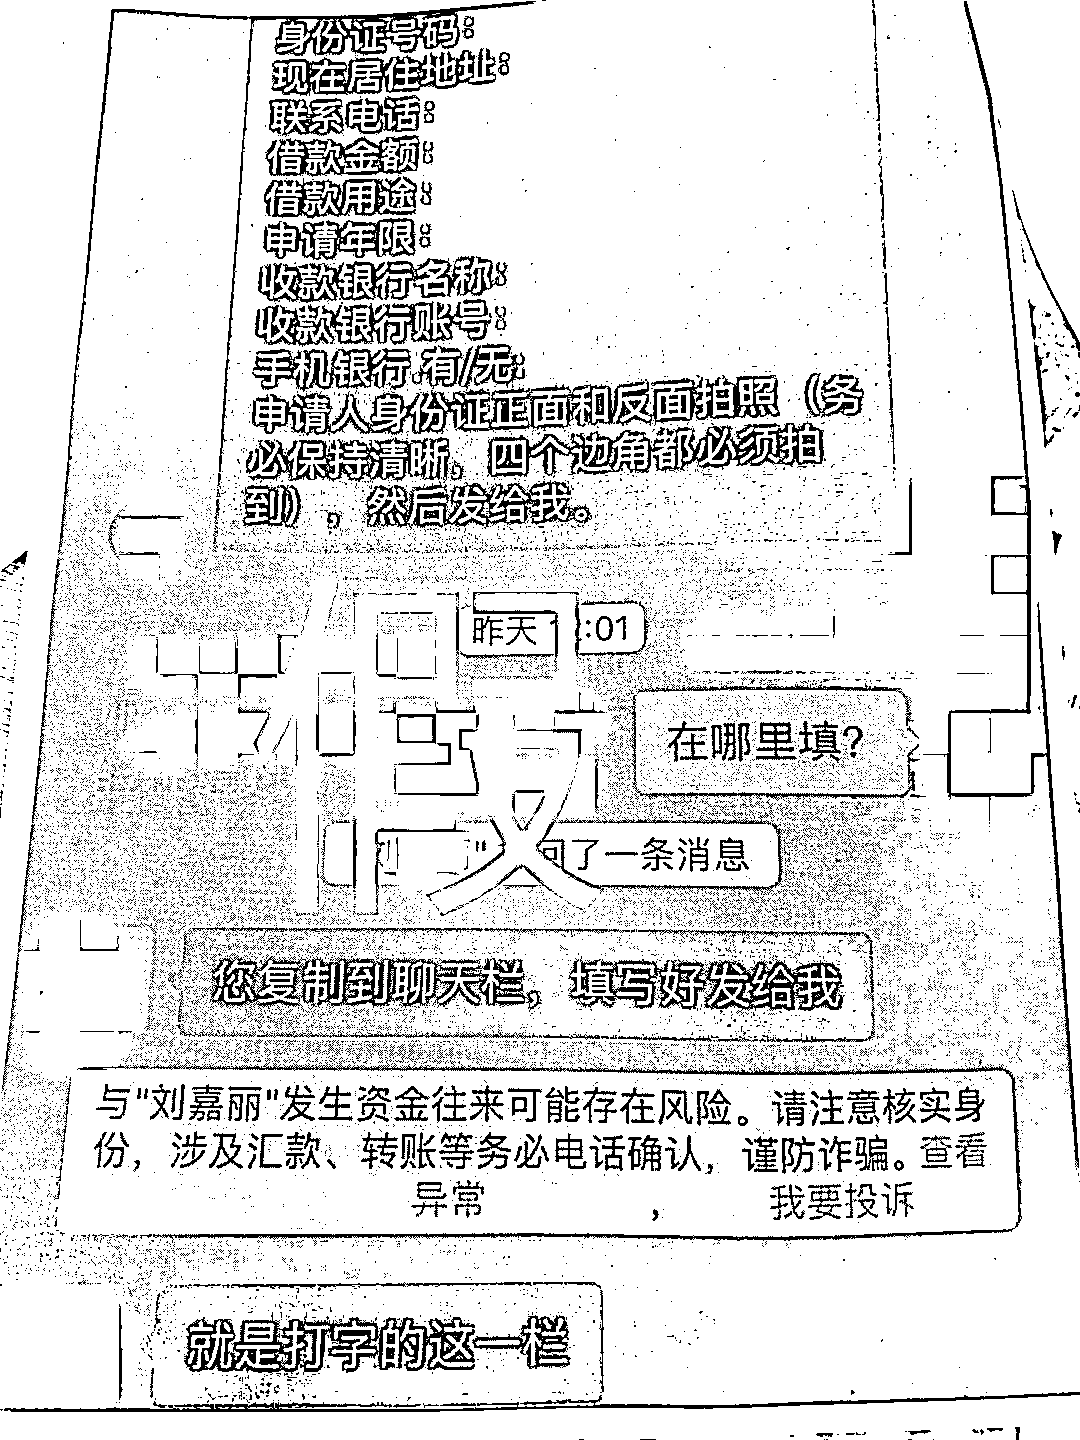 身份证号码:
现在居住地址:
联系电话:
借款金额:
借款用途:
申请年限:
收款银行名称:
收款银行账号:
手机银行.有/无:
申请人身份证正面和反面拍照（务
必保持清晰。四个边角都必须拍
到）。然后发给我。
昨天 :01
假
在哪里填?
回了一条消息
您复制到聊天栏，填写好发给我
与"刘嘉丽"发生资金往来可能存在风险。请注意核实身
份，涉及汇款、转账等务必电话确认，谨防诈骗。查看
异常 ， 我要投诉
就是打字的这一栏